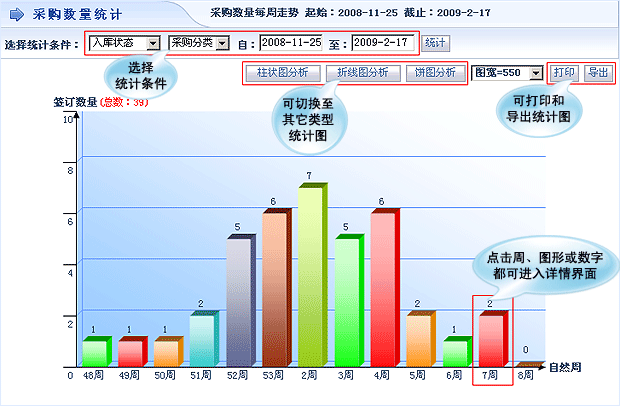 采购数量统计
采购数量每周走势 起始：2008-11-25 截止：2009-2-17
选择统计条件： 入库状态 采购分类 自： 2008-11-25 至： 2009-2-17 统计
选择
统计条件
柱状图分析 折线图分析 饼图分析 图宽=550 打印 导出
可切换至
其它类型
统计图
可打印和
导出统计图
签订数量(总数：39)
10
8
6
4
2
0
1
1
1
2
5
6
7
5
6
2
1
2
0
点击周、图形或数字
都可进入详情界面
48周 49周 50周 51周 52周 53周 2周 3周 4周 5周 6周 7周 8周
自然周